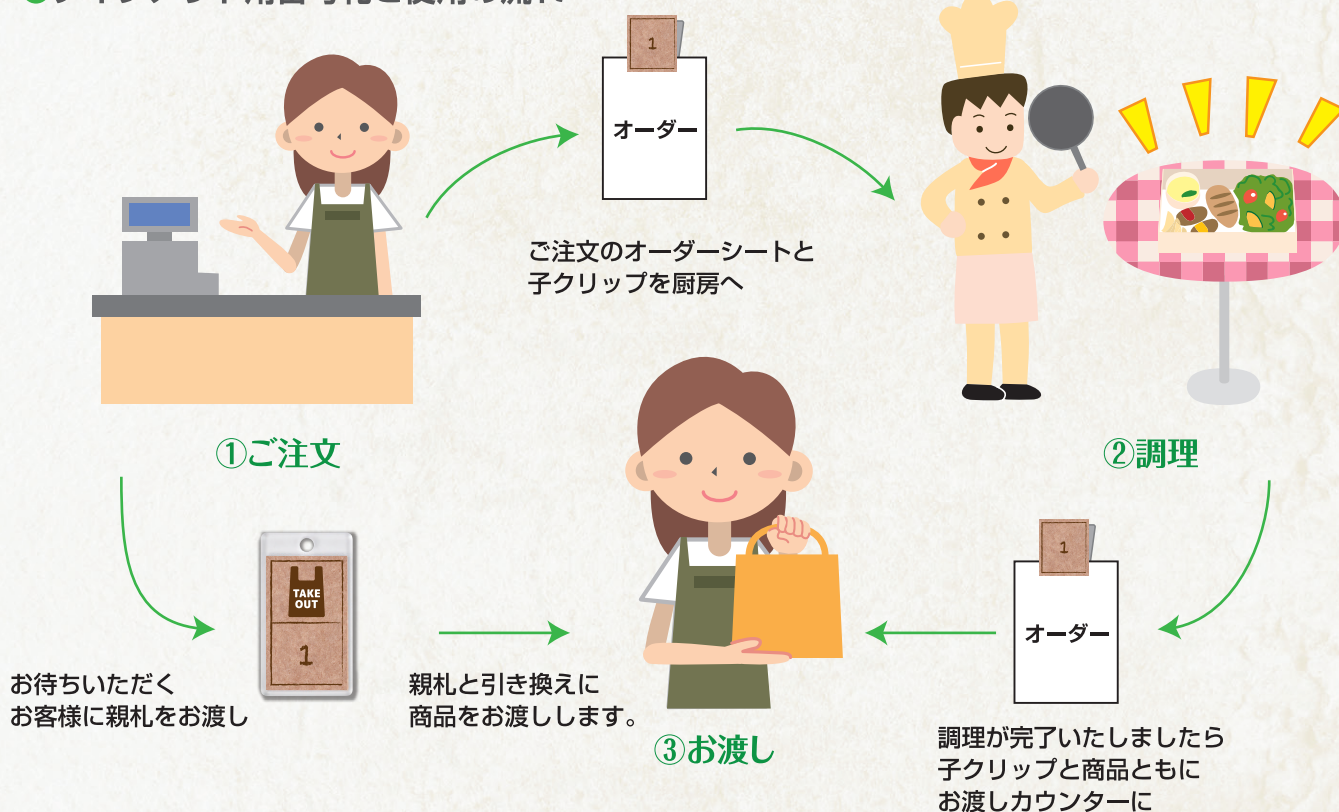 1
オーダー
ご注文のオーダーシートと
子クリップを厨房へ
①ご注文
②調理
TAKE
OUT
1
お待ちいただく
お客様に親札をお渡し
親札と引き換えに
商品をお渡しします。
③お渡し
1
オーダー
調理が完了いたしましたら
子クリップと商品ともに
お渡しカウンターに